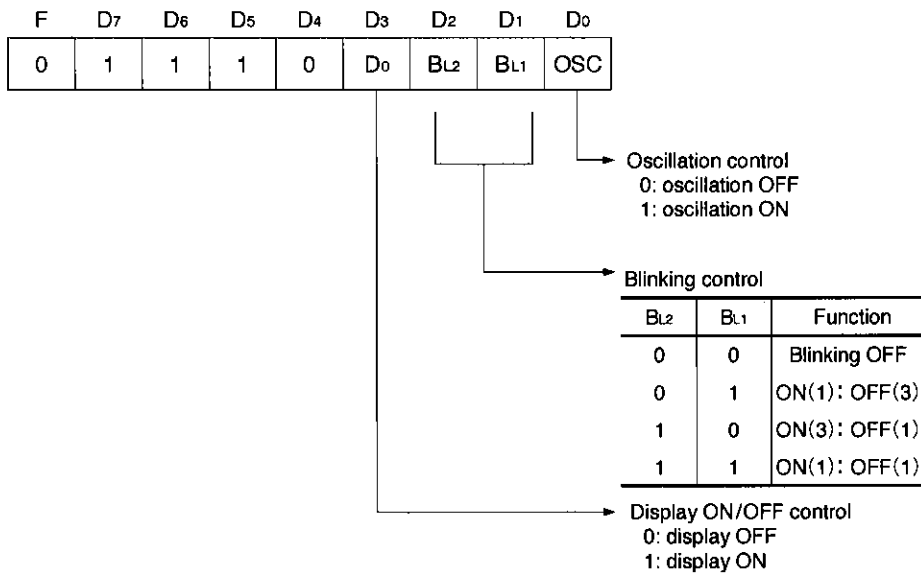 F D7 D6 D5 D4 D3 D2 D1 D0
0 1 1 1 0 D0 BL2 BL1 OSC
Oscillation control
0: oscillation OFF
1: oscillation ON
Blinking control
BL2 BL1 Function
0 0 Blinking OFF
0 1 ON(1): OFF(3)
1 0 ON(3): OFF(1)
1 1 ON(1): OFF(1)
Display ON/OFF control
0: display OFF
1: display ON